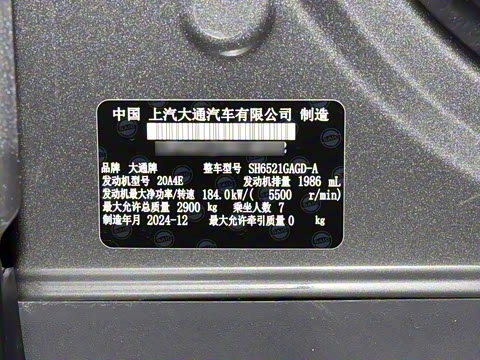 中国 上汽大通汽车有限公司 制造
品牌 大通牌 整车型号 SH6521GAGD-A
发动机型号 20A4E 发动机排量 1986 mL
发动机最大净功率/转速 184.0kW/( 5500 r/min)
最大允许总质量 2900 kg 乘坐人数 7
制造年月 2024-12 最大允许牵引质量 0 kg